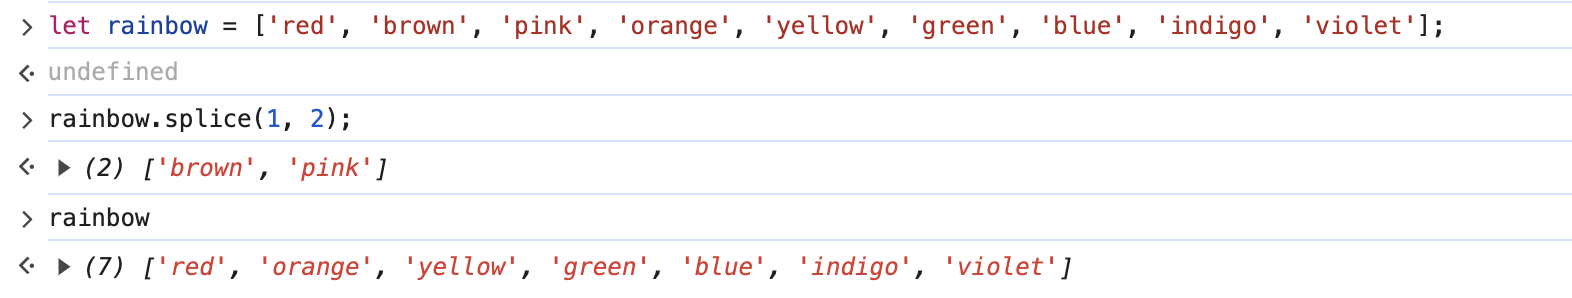 > let rainbow = ['red', 'brown', 'pink', 'orange', 'yellow', 'green', 'blue', 'indigo', 'violet'];
undefined
> rainbow.splice(1, 2);
(2) ['brown', 'pink']
> rainbow
(7) ['red', 'orange', 'yellow', 'green', 'blue', 'indigo', 'violet']